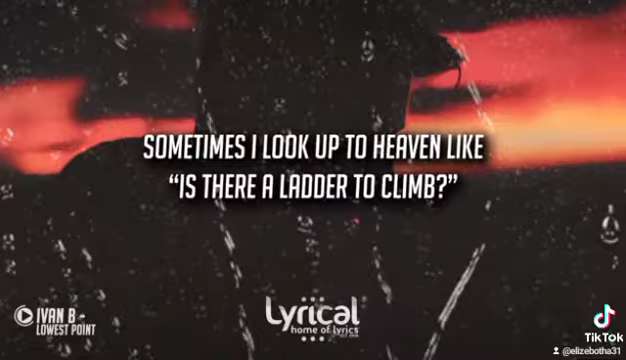 SOMETIMES I LOOK UP TO HEAVEN LIKE
“IS THERE A LADDER TO CLIMB?”
IVAN B -
LOWEST POINT
Lyrical
home of lyrics
TikTok
@elizebotha31